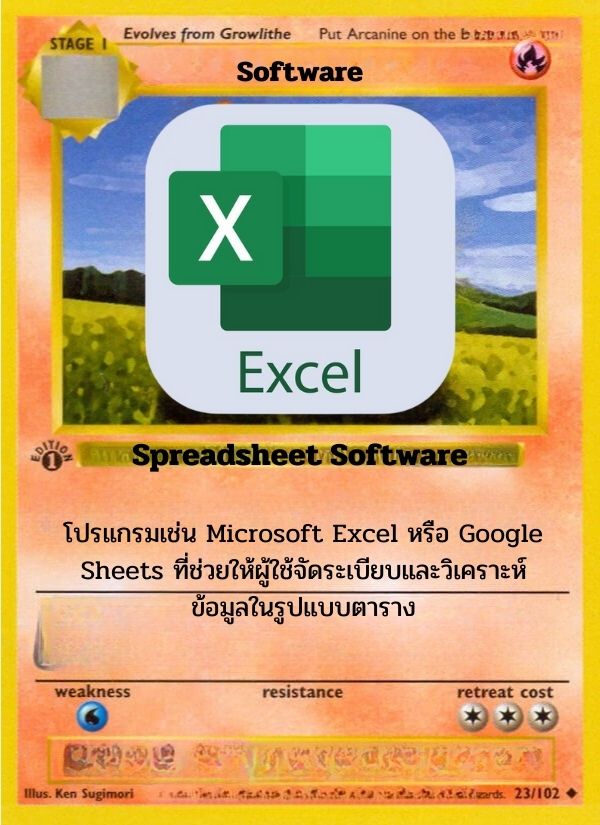 STAGE 1 Evolves from Growlithe Put Arcanine on the
Software
X
Excel
EDITION
1
Spreadsheet Software
โปรแกรมเช่น Microsoft Excel หรือ Google
Sheets ที่ช่วยให้ผู้ใช้จัดระเบียบและวิเคราะห์
ข้อมูลในรูปแบบตาราง
weakness resistance retreat cost
Illus. Ken Sugimori 23/102